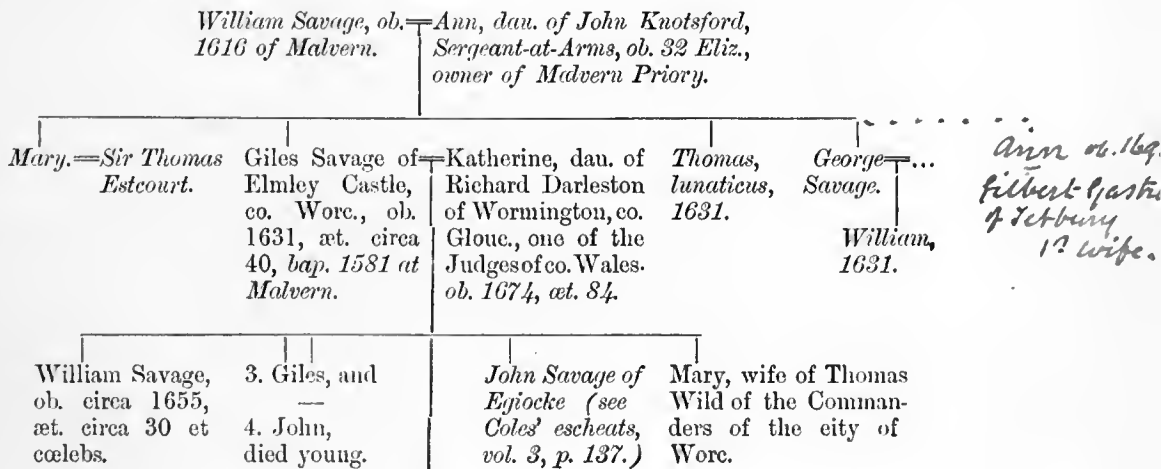 William Savage, ob.
1616 of Malvern.
Ann, dau. of John Knotsford,
Sergeant-at-Arms, ob. 32 Eliz.,
owner of Malvern Priory.
Mary.
Sir Thomas
Estcourt.
Giles Savage of
Elmley Castle,
co. Worc., ob.
1631, æt. circa
40, bap. 1581 at
Malvern.
Katherine, dau. of
Richard Darleston
of Wormington, co.
Glouc., one of the
Judges of co. Wales.
ob. 1674, æt. 84.
Thomas,
lunaticus,
1631.
George
Savage.
...
William,
1631.
Ann ob. 169
Gilbert
of Tetbury
wife.
William Savage,
ob. circa 1655,
æt. circa 30 et
cœlebs.
3. Giles, and
—
4. John,
died young.
John Savage of
Egiocke (see
Coles' escheats,
vol. 3, p. 137.)
Mary, wife of Thomas
Wild of the Comman-
ders of the city of
Worc.